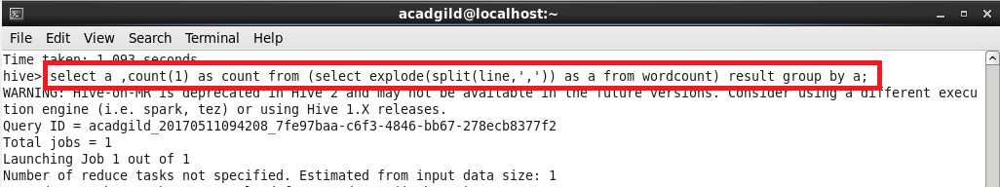 acadgild@localhost:~
File Edit View Search Terminal Help
Time taken: 1.093 seconds
hive> select a ,count(1) as count from (select explode(split(line,',')) as a from wordcount) result group by a;
WARNING: Hive-on-MR is deprecated in Hive 2 and may not be available in the future versions. Consider using a different execu
tion engine (i.e. spark, tez) or using Hive 1.X releases.
Query ID = acadgild_20170511094208_7fe97baa-c6f3-4846-bb67-278ecb8377f2
Total jobs = 1
Launching Job 1 out of 1
Number of reduce tasks not specified. Estimated from input data size: 1